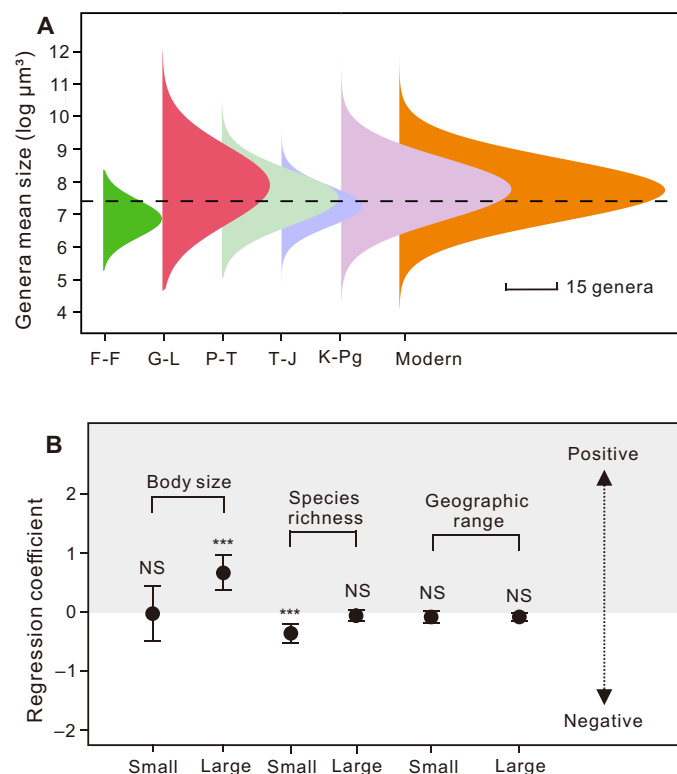 A
Genera mean size (log μm³)
12
11
10
9
8
7
6
5
4
15 genera
F-F G-L P-T T-J K-Pg Modern
B
Regression coefficient
2
1
0
−1
−2
Body size
Species
richness
Geographic
range
Positive
NS *** *** NS NS NS
Negative
Small Large Small Large Small Large